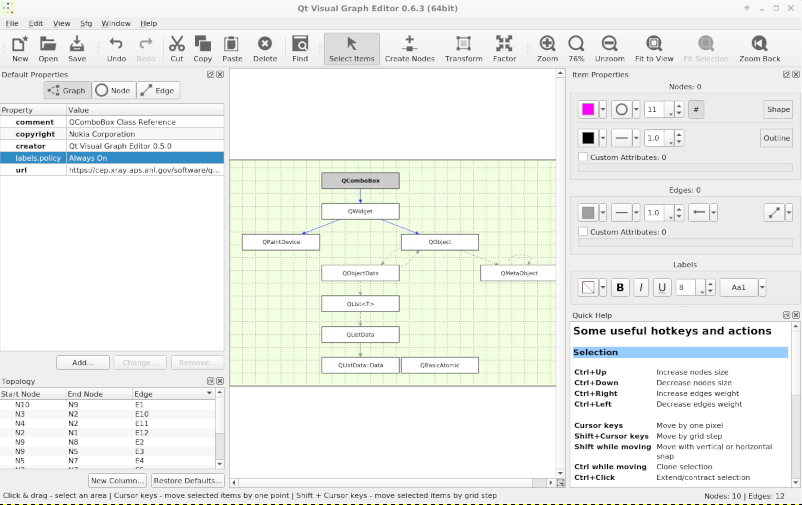 Qt Visual Graph Editor 0.6.3 (64bit)
File Edit View Sfg Window Help
New Open Save Undo Redo Cut Copy Paste Delete Find Select Items Create Nodes Transform Factor Zoom 76% Unzoom Fit to View Fit Selection Zoom Back
Default Properties
Graph Node Edge
Property Value
comment QComboBox Class Reference
copyright Nokia Corporation
creator Qt Visual Graph Editor 0.5.0
labels.policy Always On
url https://cep.xray.aps.anl.gov/software/q...
Add... Change... Remove...
Topology
Start Node End Node Edge
N10 N9 E1
N3 N2 E10
N4 N2 E11
N2 N1 E12
N9 N8 E2
N9 N5 E3
N5 N7 E4
New Column... Restore Defaults...
QComboBox
QWidget
QPaintDevice QObject
QObjectData QMetaObject
QList<T>
QListData
QListData::Data QBasicAtomic
Item Properties
Nodes: 0
11 # Shape
1.0 Outline
Custom Attributes: 0
Edges: 0
1.0
Custom Attributes: 0
Labels
B I U 8 Aa1
Quick Help
Some useful hotkeys and actions
Selection
Ctrl+Up Increase nodes size
Ctrl+Down Decrease nodes size
Ctrl+Right Increase edges weight
Ctrl+Left Decrease edges weight
Cursor keys Move by one pixel
Shift+Cursor keys Move by grid step
Shift while moving Move with vertical or horizontal
snap
Ctrl while moving Clone selection
Ctrl+Click Extend/contract selection
Click & drag - select an area | Cursor keys - move selected items by one point | Shift + Cursor keys - move selected items by grid step
Nodes: 10 | Edges: 12